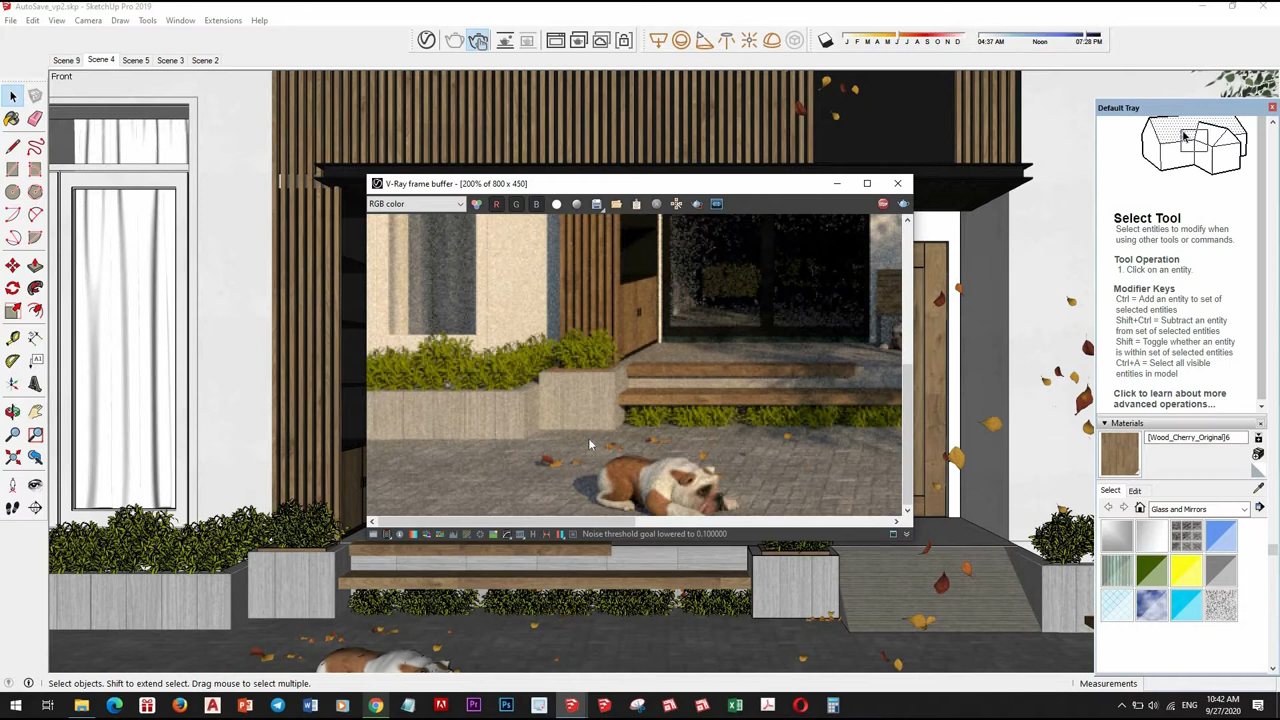 AutoSave_vp2.skp - SketchUp Pro 2019
File Edit View Camera Draw Tools Window Extensions Help
J F M A M J J A S O N D
04:37 AM Noon 07:28 PM
Scene 9 Scene 4 Scene 5 Scene 3 Scene 2
Front
Default Tray
V-Ray frame buffer - [200% of 800 x 450]
RGB color
R G B
Select Tool
Select entities to modify when
using other tools or commands.
Tool Operation
1. Click on an entity.
Modifier Keys
Ctrl = Add an entity to set of
selected entities
Shift+Ctrl = Subtract an entity
from set of selected entities
Shift = Toggle whether an entity
is within set of selected entities
Ctrl+A = Select all visible
entities in model
Click to learn about more
advanced operations...
Materials
[Wood_Cherry_Original]6
Select Edit
Glass and Mirrors
Noise threshold goal lowered to 0.100000
Select objects. Shift to extend select. Drag mouse to select multiple.
Measurements
ENG
10:42 AM
9/27/2020